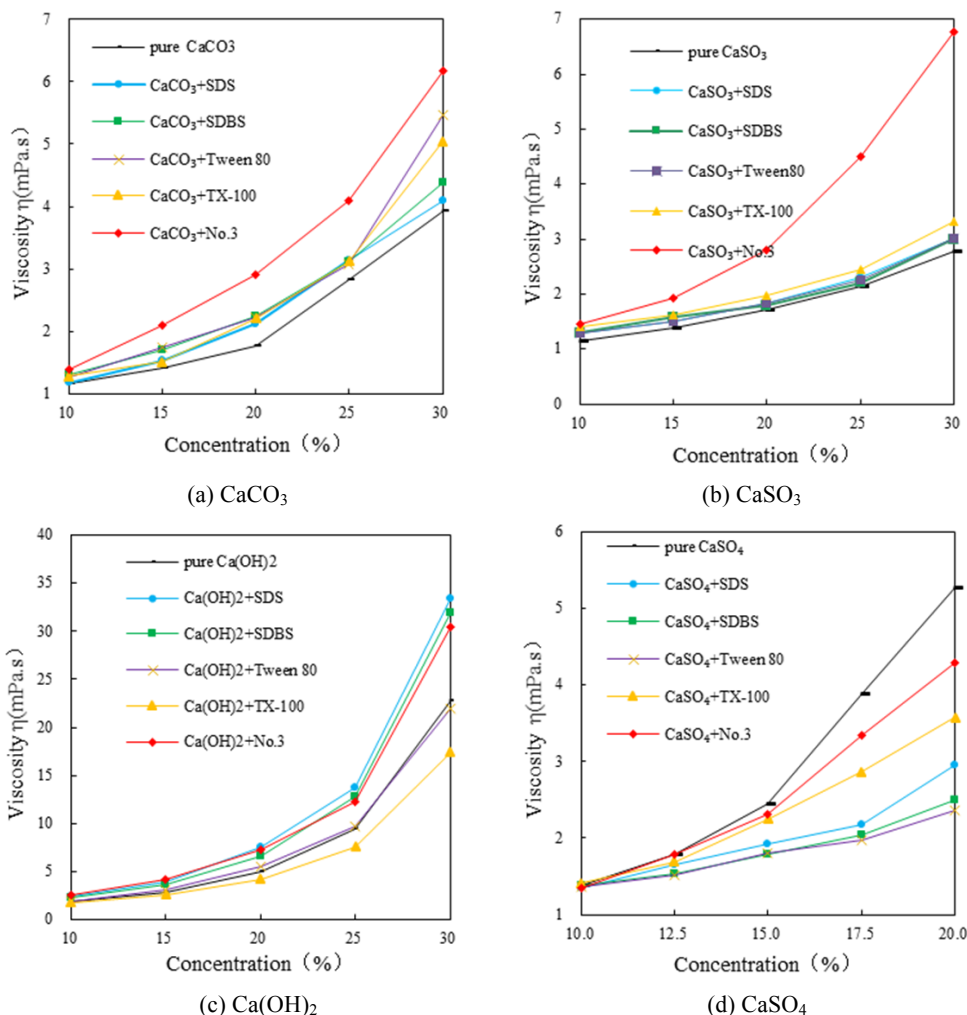 7
6
5
4
3
2
1
Viscosity η(mPa.s)
pure CaCO3
CaCO₃+SDS
CaCO₃+SDBS
CaCO₃+Tween 80
CaCO₃+TX-100
CaCO₃+No.3
10 15 20 25 30
Concentration（%）
(a) CaCO₃
7
6
5
4
3
2
1
0
Viscosity η(mPa.s)
pure CaSO₃
CaSO₃+SDS
CaSO₃+SDBS
CaSO₃+Tween80
CaSO₃+TX-100
CaSO₃+No.3
10 15 20 25 30
Concentration（%）
(b) CaSO₃
40
35
30
25
20
15
10
5
0
Viscosity η(mPa.s)
pure Ca(OH)2
Ca(OH)2+SDS
Ca(OH)2+SDBS
Ca(OH)2+Tween 80
Ca(OH)2+TX-100
Ca(OH)2+No.3
10 15 20 25 30
Concentration（%）
(c) Ca(OH)₂
6
5
4
3
2
1
Viscosity η(mPa.s)
pure CaSO₄
CaSO₄+SDS
CaSO₄+SDBS
CaSO₄+Tween 80
CaSO₄+TX-100
CaSO₄+No.3
10.0 12.5 15.0 17.5 20.0
Concentration（%）
(d) CaSO₄